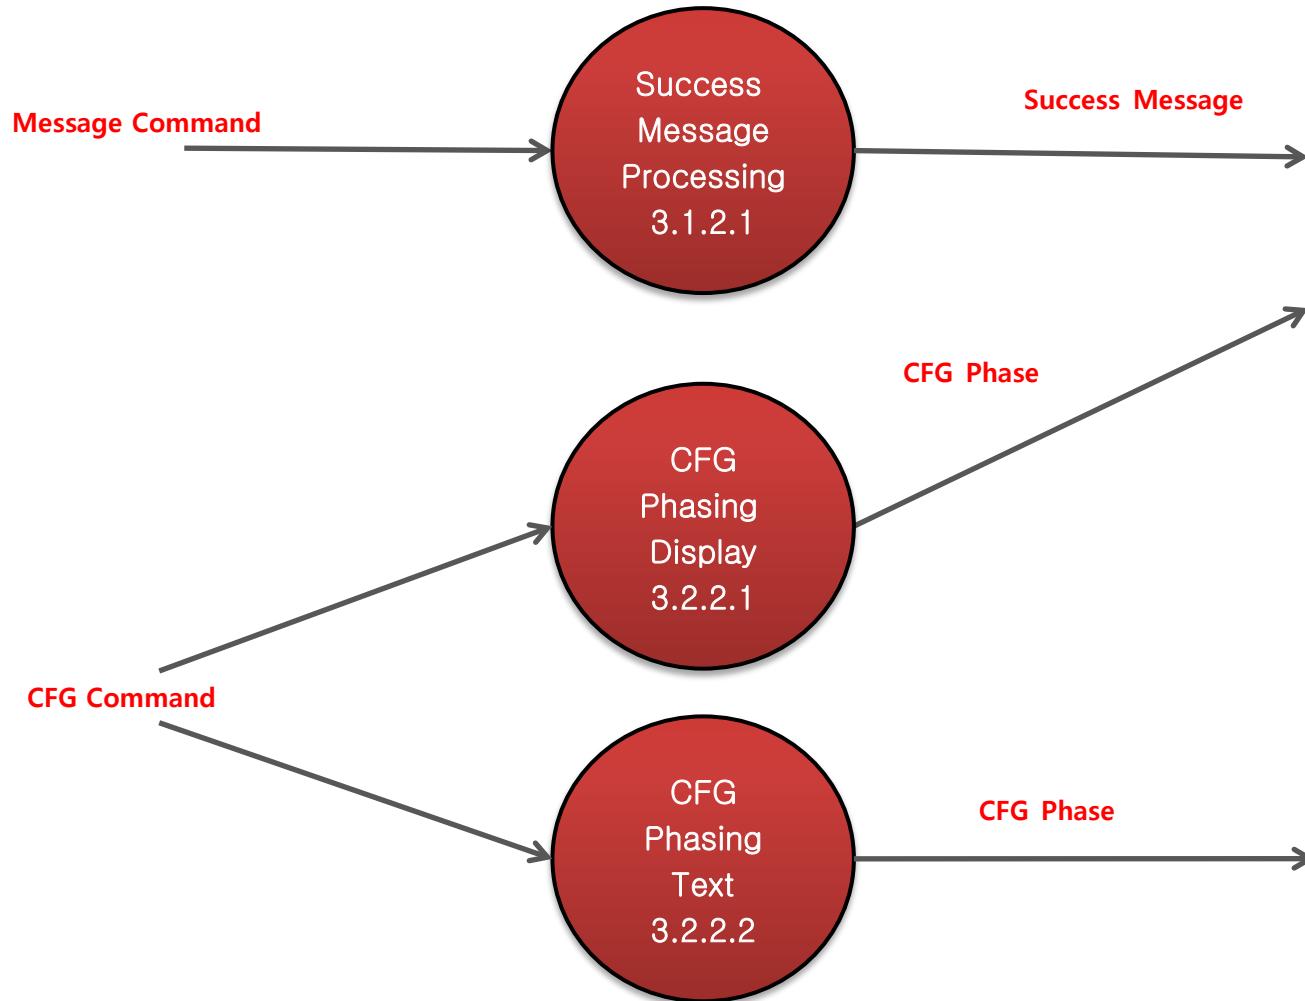 Message Command
Success
Message
Processing
3.1.2.1
Success Message
CFG
Phasing
Display
3.2.2.1
CFG Phase
CFG Command
CFG
Phasing
Text
3.2.2.2
CFG Phase